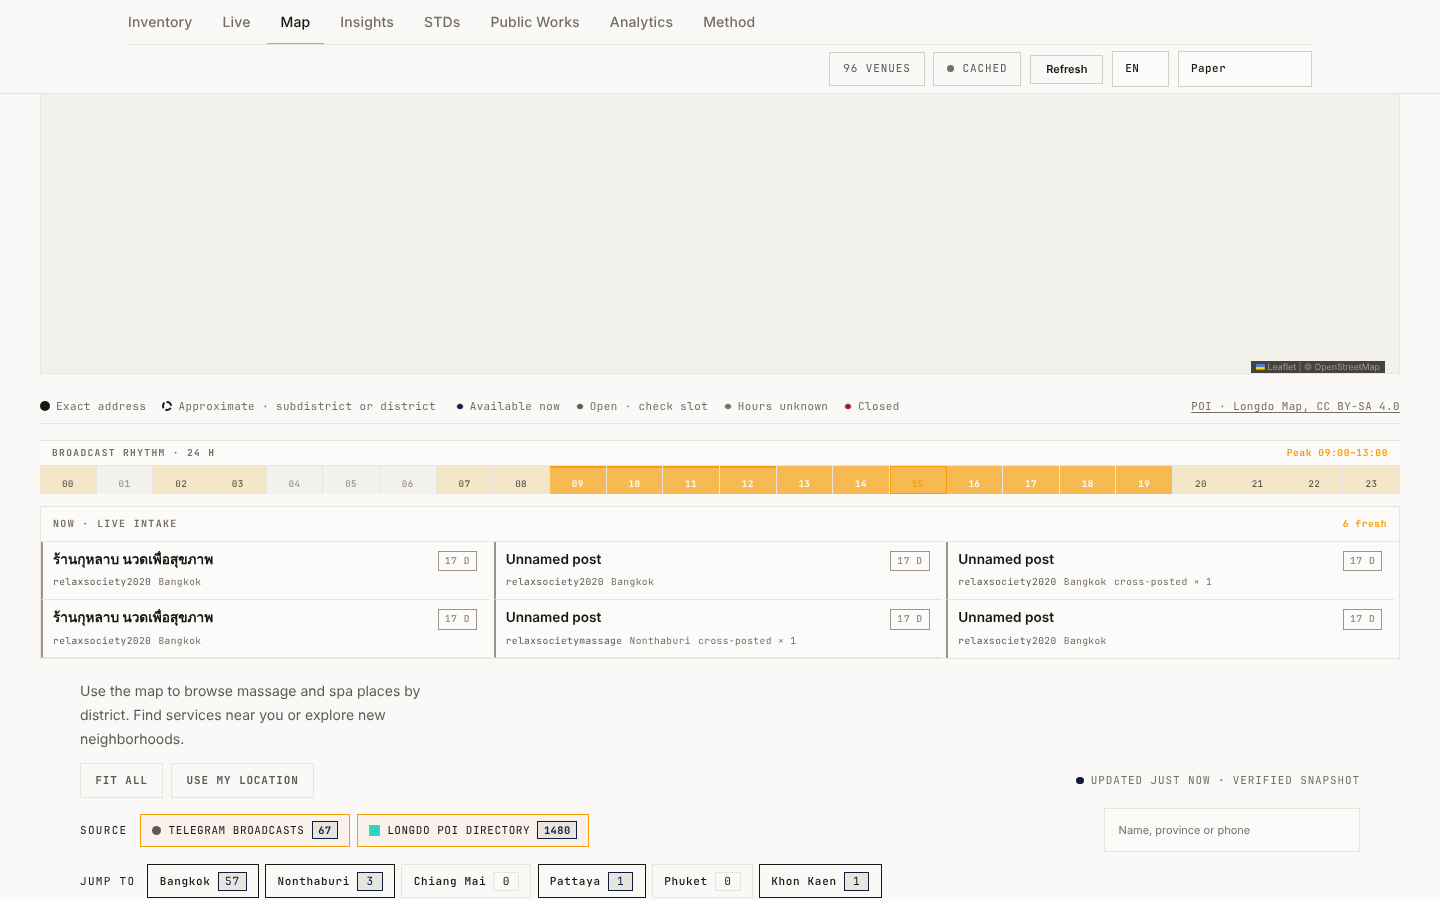 Inventory Live Map Insights STDs Public Works Analytics Method
96 VENUES CACHED Refresh EN Paper
Leaflet | © OpenStreetMap
Exact address Approximate · subdistrict or district Available now Open · check slot Hours unknown Closed POI · Longdo Map, CC BY-SA 4.0
BROADCAST RHYTHM · 24 H Peak 09:00–13:00
00 01 02 03 04 05 06 07 08 09 10 11 12 13 14 15 16 17 18 19 20 21 22 23
NOW · LIVE INTAKE 6 fresh
ร้านกุหลาบ นวดเพื่อสุขภาพ 17 D Unnamed post 17 D Unnamed post 17 D
relaxsociety2020 Bangkok relaxsociety2020 Bangkok relaxsociety2020 Bangkok cross-posted × 1
ร้านกุหลาบ นวดเพื่อสุขภาพ 17 D Unnamed post 17 D Unnamed post 17 D
relaxsociety2020 Bangkok relaxsocietymassage Nonthaburi cross-posted × 1 relaxsociety2020 Bangkok
Use the map to browse massage and spa places by
district. Find services near you or explore new
neighborhoods.
FIT ALL USE MY LOCATION UPDATED JUST NOW · VERIFIED SNAPSHOT
SOURCE TELEGRAM BROADCASTS 67 LONGDO POI DIRECTORY 1480 Name, province or phone
JUMP TO Bangkok 57 Nonthaburi 3 Chiang Mai 0 Pattaya 1 Phuket 0 Khon Kaen 1